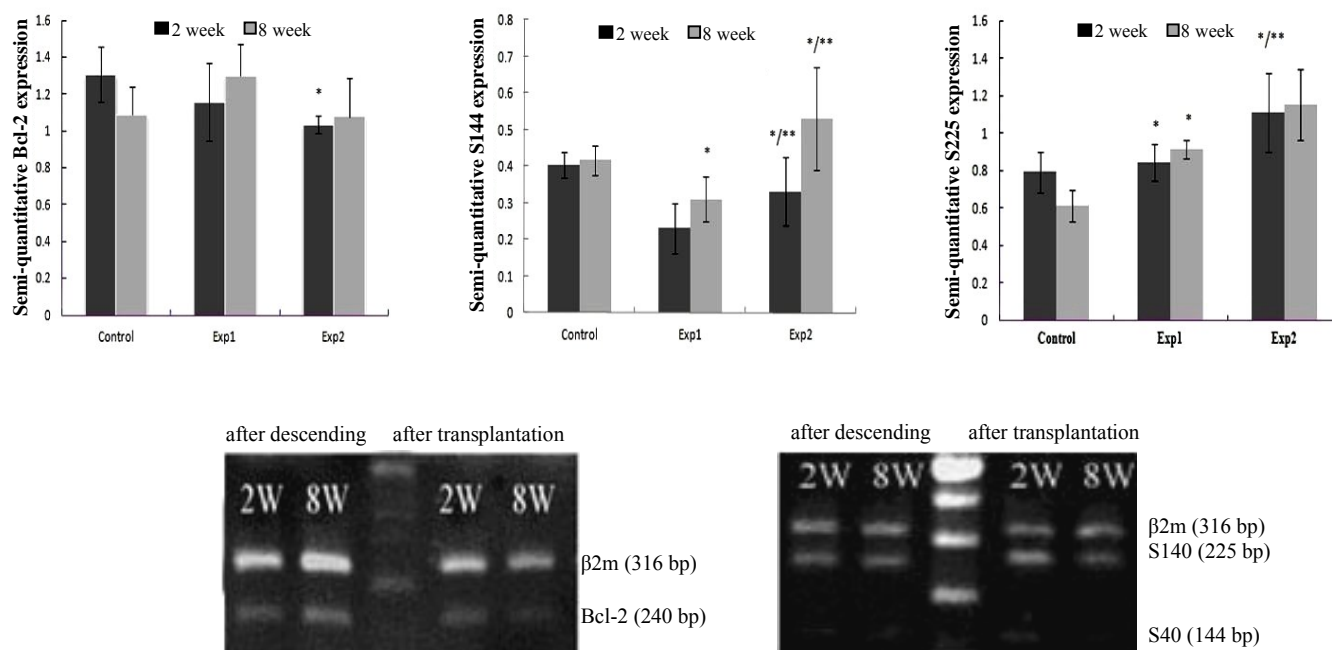 Semi-quantitative Bcl-2 expression
2 week 8 week
1.6
1.4
1.2
1
0.8
0.6
0.4
0.2
0
*
Control Exp1 Exp2
Semi-quantitative S144 expression
2 week 8 week
0.8
0.7
0.6
0.5
0.4
0.3
0.2
0.1
0
*
*/**
*/**
Control Exp1 Exp2
Semi-quantitative S225 expression
2 week 8 week
1.6
1.4
1.2
1
0.8
0.6
0.4
0.2
0
*
*
*/**
Control Exp1 Exp2
after descending after transplantation
2W 8W 2W 8W
β2m (316 bp)
Bcl-2 (240 bp)
after descending after transplantation
2W 8W 2W 8W
β2m (316 bp)
S140 (225 bp)
S40 (144 bp)